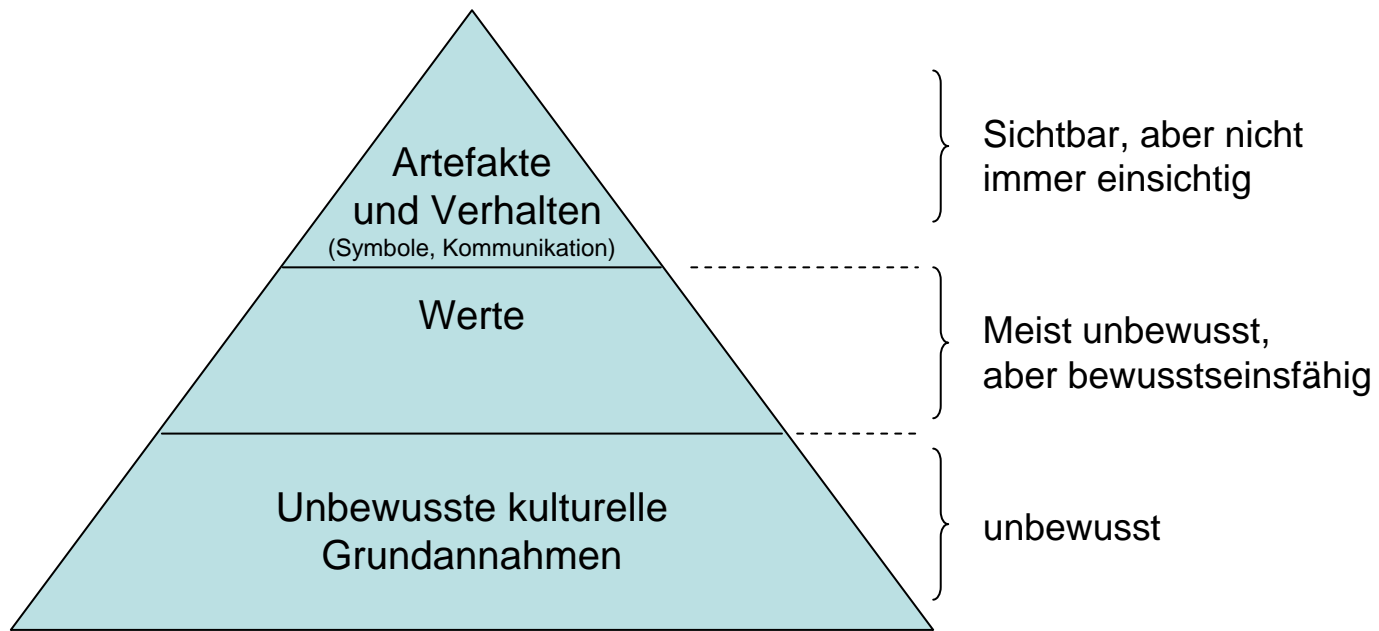 Artefakte
und Verhalten
(Symbole, Kommunikation)
Sichtbar, aber nicht
immer einsichtig
Werte
Meist unbewusst,
aber bewusstseinsfähig
Unbewusste kulturelle
Grundannahmen
unbewusst